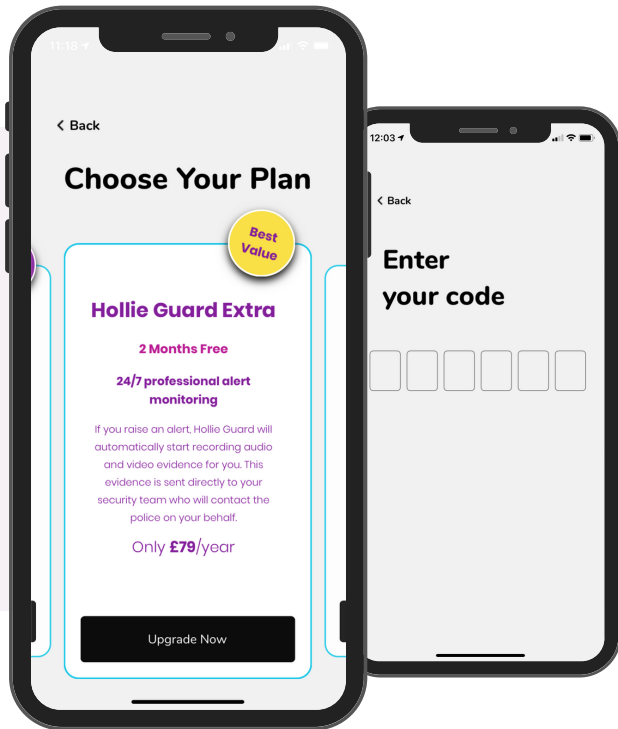 11.18
Back
Choose Your Plan
Best
Value
Hollie Guard Extra
2 Months Free
24/7 professional alert
monitoring
If you raise an alert, Hollie Guard will
automatically start recording audio
and video evidence for you. This
evidence is sent directly to your
security team who will contact the
police on your behalf.
Only £79/year
Upgrade Now
12:03
Back
Enter
your code